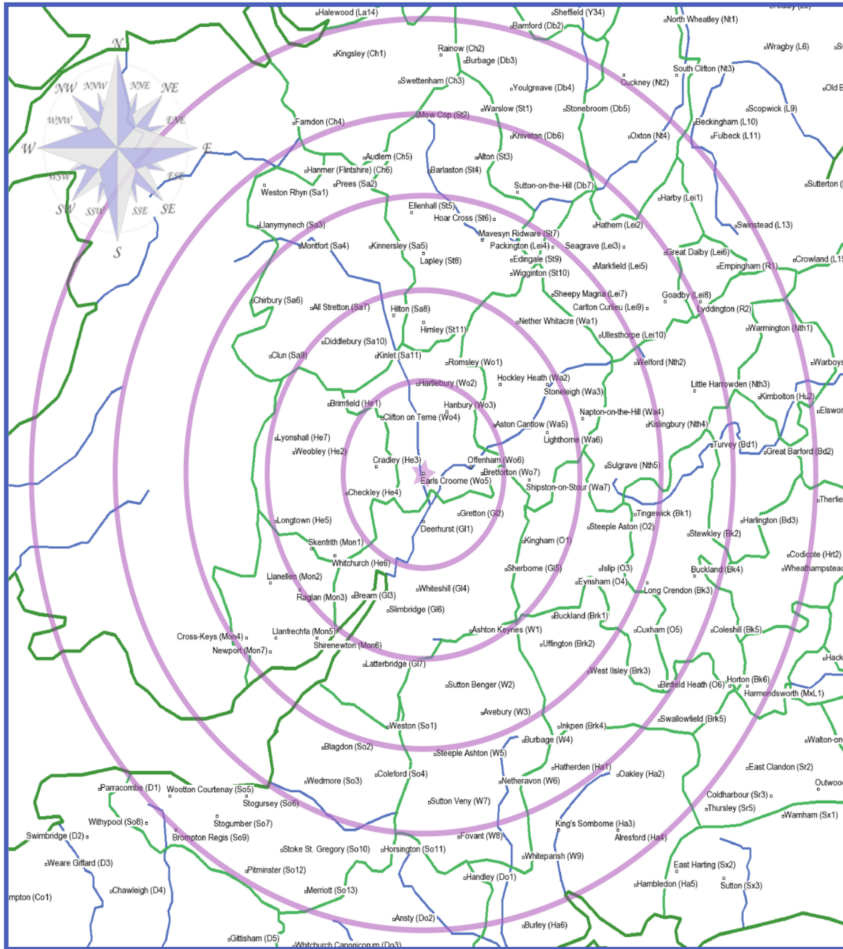 Halewood (La14)
Bamford (Db2)
Sheffield (Y34)
North Wheatley (Nt1)
Kingsley (Ch1)
Rainow (Ch2)
Burbage (Db3)
Wragby (L6)
South Clifton (Nt3)
Cuckney (Nt2)
Swettenham (Ch3)
Youlgreave (Db4)
Warslow (St1)
Stonebroom (Db5)
Scopwick (L9)
Old
Farndon (Ch4)
Mow Cop (St2)
Beckingham (L10)
Fulbeck (L11)
Kniveton (Db6)
Oxton (Nt4)
Audlem (Ch5)
Alton (St3)
Hanmer (Flintshire) (Ch6)
Barlaston (St4)
Weston Rhyn (Sa1)
Prees (Sa2)
Sutton-on-the-Hill (Db7)
Sutterton (
Harby (Lei1)
Ellenhall (St5)
Hoar Cross (St6)
Llanymynech (Sa3)
Hathern (Lei2)
Swinstead (L13)
Mavesyn Ridware (St7)
Montfort (Sa4)
Kinnersley (Sa5)
Packington (Lei4)
Seagrave (Lei3)
Great Dalby (Lei6)
Lapley (St8)
Edingale (St9)
Crowland (L15
Wigginton (St10)
Markfield (Lei5)
Empingham (R1)
Chirbury (Sa6)
All Stretton (Sa7)
Hilton (Sa8)
Sheepy Magna (Lei7)
Goadby (Lei8)
Carlton Curlieu (Lei9)
Lyddington (R2)
Himley (St11)
Nether Whitacre (Wa1)
Warmington (Nth1)
Ullesthorpe (Lei10)
Diddlebury (Sa10)
Clun (Sa9)
Kinlet (Sa11)
Romsley (Wo1)
Welford (Nth2)
Warboys
Hartlebury (Wo2)
Hockley Heath (Wa2)
Stoneleigh (Wa3)
Little Harrowden (Nth3)
Kimbolton (Hu2)
Brimfield (He1)
Hanbury (Wo3)
Clifton on Teme (Wo4)
Napton-on-the-Hill (Wa4)
Elswor
Aston Cantlow (Wa5)
Kislingbury (Nth4)
Lyonshall (He7)
Lighthorne (Wa6)
Turvey (Bd1)
Weobley (He2)
Great Barford (Bd2)
Cradley (He3)
Offenham (Wo6)
Sulgrave (Nth5)
Bretforton (Wo7)
Earls Croome (Wo5)
Shipston-on-Stour (Wa7)
Checkley (He4)
Therfie
Longtown (He5)
Gretton (Gl2)
Tingewick (Bk1)
Harlington (Bd3)
Deerhurst (Gl1)
Steeple Aston (O2)
Stewkley (Bk2)
Skenfrith (Mon1)
Kingham (O1)
Codicote (Hrt2)
Whitchurch (He6)
Sherborne (Gl5)
Islip (O3)
Buckland (Bk4)
Wheathampstead
Llanellen (Mon2)
Eynsham (O4)
Whiteshill (Gl4)
Long Crendon (Bk3)
Raglan (Mon3)
Bream (Gl3)
Slimbridge (Gl6)
Buckland (Brk1)
Cross-Keys (Mon4)
Llanfrechfa (Mon5)
Ashton Keynes (W1)
Cuxham (O5)
Coleshill (Bk5)
Newport (Mon7)
Shirenewton (Mon6)
Uffington (Brk2)
Hack
Latterbridge (Gl7)
West Ilsley (Brk3)
Sutton Benger (W2)
Binfield Heath (O6)
Horton (Bk6)
Harmondsworth (MxL1)
Avebury (W3)
Weston (So1)
Swallowfield (Brk5)
Inkpen (Brk4)
Burbage (W4)
Walton-on-
Blagdon (So2)
Steeple Ashton (W5)
Hatherden (Ha1)
East Clandon (Sr2)
Wedmore (So3)
Coleford (So4)
Oakley (Ha2)
Parracombe (D1)
Netheravon (W6)
Outwoo
Wootton Courtenay (So5)
Coldharbour (Sr3)
Stogursey (So6)
Sutton Veny (W7)
Thursley (Sr5)
Warnham (Sx1)
Withypool (So8)
Stogumber (So7)
King's Somborne (Ha3)
Swimbridge (D2)
Brompton Regis (So9)
Fovant (W8)
Alresford (Ha4)
Stoke St. Gregory (So10)
Horsington (So11)
Whiteparish (W9)
Weare Giffard (D3)
East Harting (Sx2)
Pitminster (So12)
Handley (Do1)
Hambledon (Ha5)
Sutton (Sx3)
Chawleigh (D4)
Merriott (So13)
mpton (Co1)
Ansty (Do2)
Burley (Ha6)
Gittisham (D5)
Whitchurch Canonicorum (Do3)
N
NNE
NE
ENE
E
ESE
SE
SSE
S
SSW
SW
WSW
W
WNW
NW
NNW